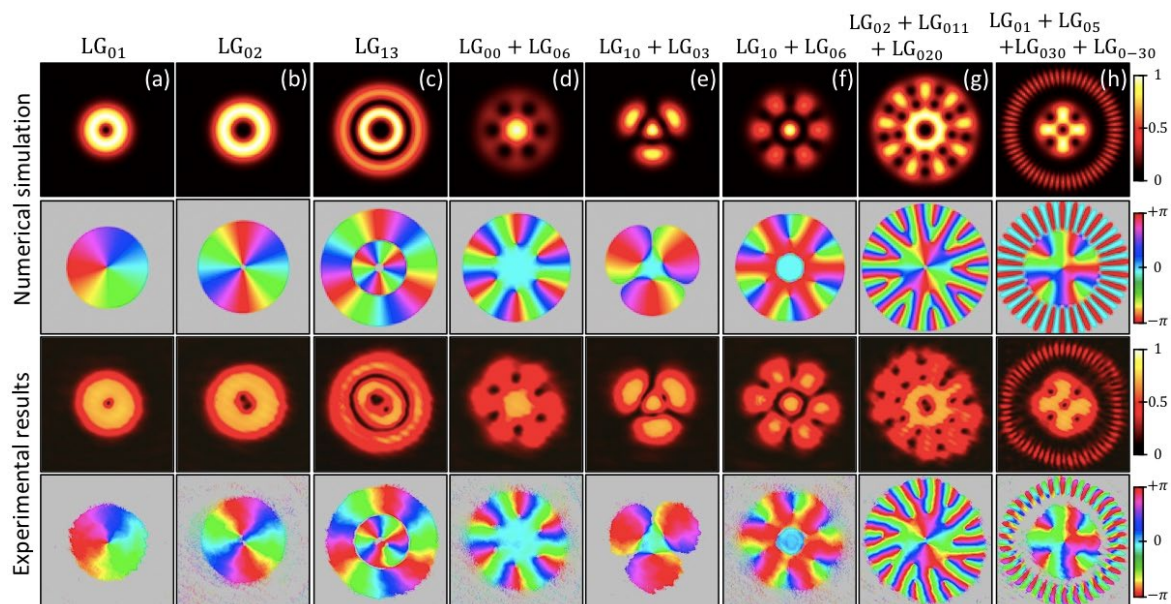 LG₀₁
LG₀₂
LG₁₃
LG₀₀ + LG₀₆
LG₁₀ + LG₀₃
LG₁₀ + LG₀₆
LG₀₂ + LG₀₁₁
+ LG₀₂₀
LG₀₁ + LG₀₅
+LG₀₃₀ + LG₀₋₃₀
Numerical simulation
(a)
(b)
(c)
(d)
(e)
(f)
(g)
(h)
1
0.5
0
+π
0
−π
Experimental results
1
0.5
0
+π
0
−π